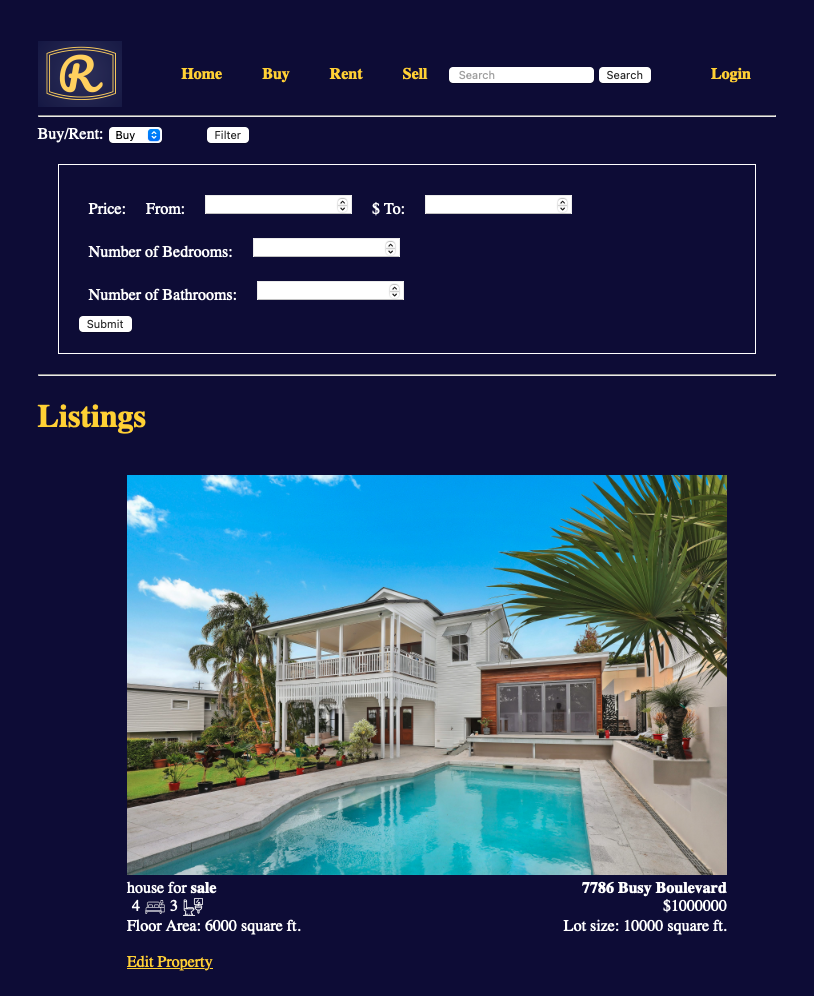 R
Home Buy Rent Sell Search Search Login
Buy/Rent: Buy Filter
Price: From: $ To:
Number of Bedrooms:
Number of Bathrooms:
Submit
Listings
house for sale 7786 Busy Boulevard
4 3 $1000000
Floor Area: 6000 square ft. Lot size: 10000 square ft.
Edit Property